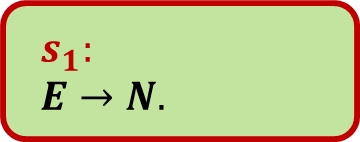 s₁:
E → N.